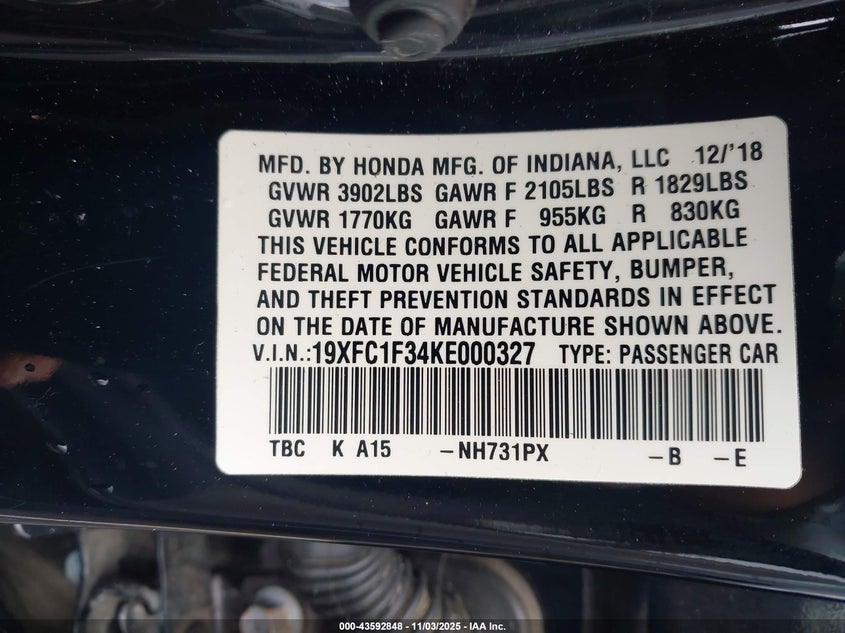 MFD. BY HONDA MFG. OF INDIANA, LLC 12/'18
GVWR 3902LBS GAWR F 2105LBS R 1829LBS
GVWR 1770KG GAWR F 955KG R 830KG
THIS VEHICLE CONFORMS TO ALL APPLICABLE
FEDERAL MOTOR VEHICLE SAFETY, BUMPER,
AND THEFT PREVENTION STANDARDS IN EFFECT
ON THE DATE OF MANUFACTURE SHOWN ABOVE.
V.I.N.:19XFC1F34KE000327 TYPE: PASSENGER CAR
TBC K A15 -NH731PX -B -E
000-43592848 - 11/03/2025 - IAA Inc.